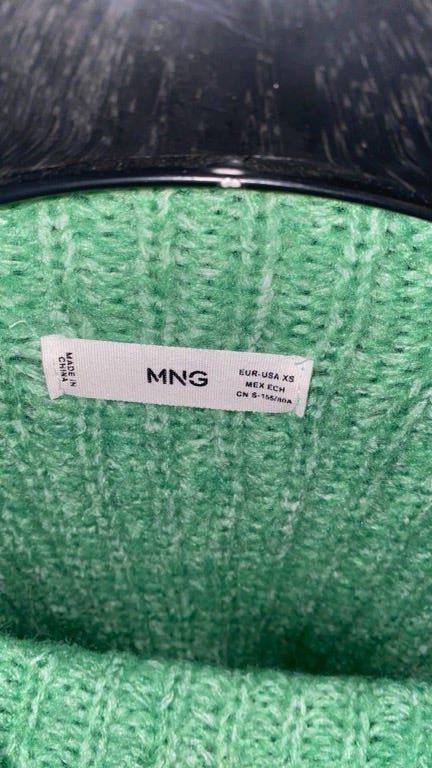 MADE IN
CHINA
MNG
EUR-USA XS
MEX ECH
CN S-155/80A